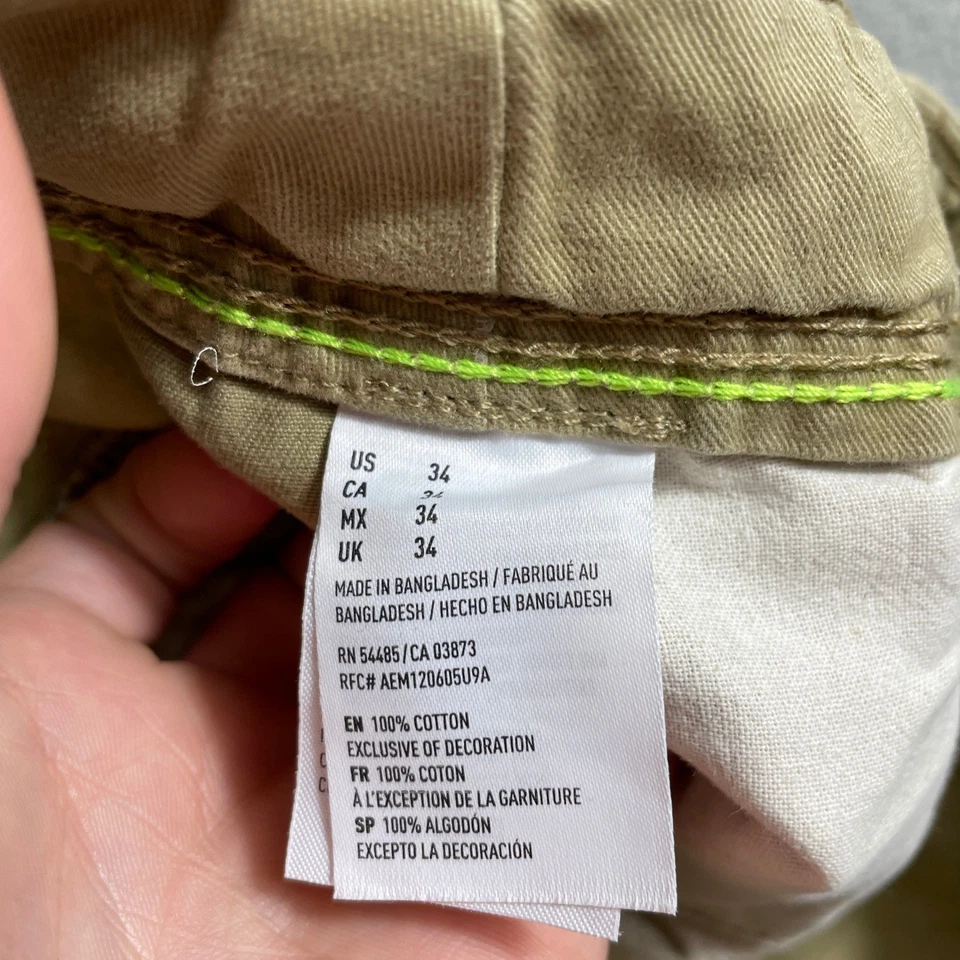 US 34
CA 34
MX 34
UK 34
MADE IN BANGLADESH / FABRIQUÉ AU
BANGLADESH / HECHO EN BANGLADESH
RN 54485 / CA 03873
RFC# AEM120605U9A
EN 100% COTTON
EXCLUSIVE OF DECORATION
FR 100% COTON
À L'EXCEPTION DE LA GARNITURE
SP 100% ALGODÓN
EXCEPTO LA DECORACIÓN